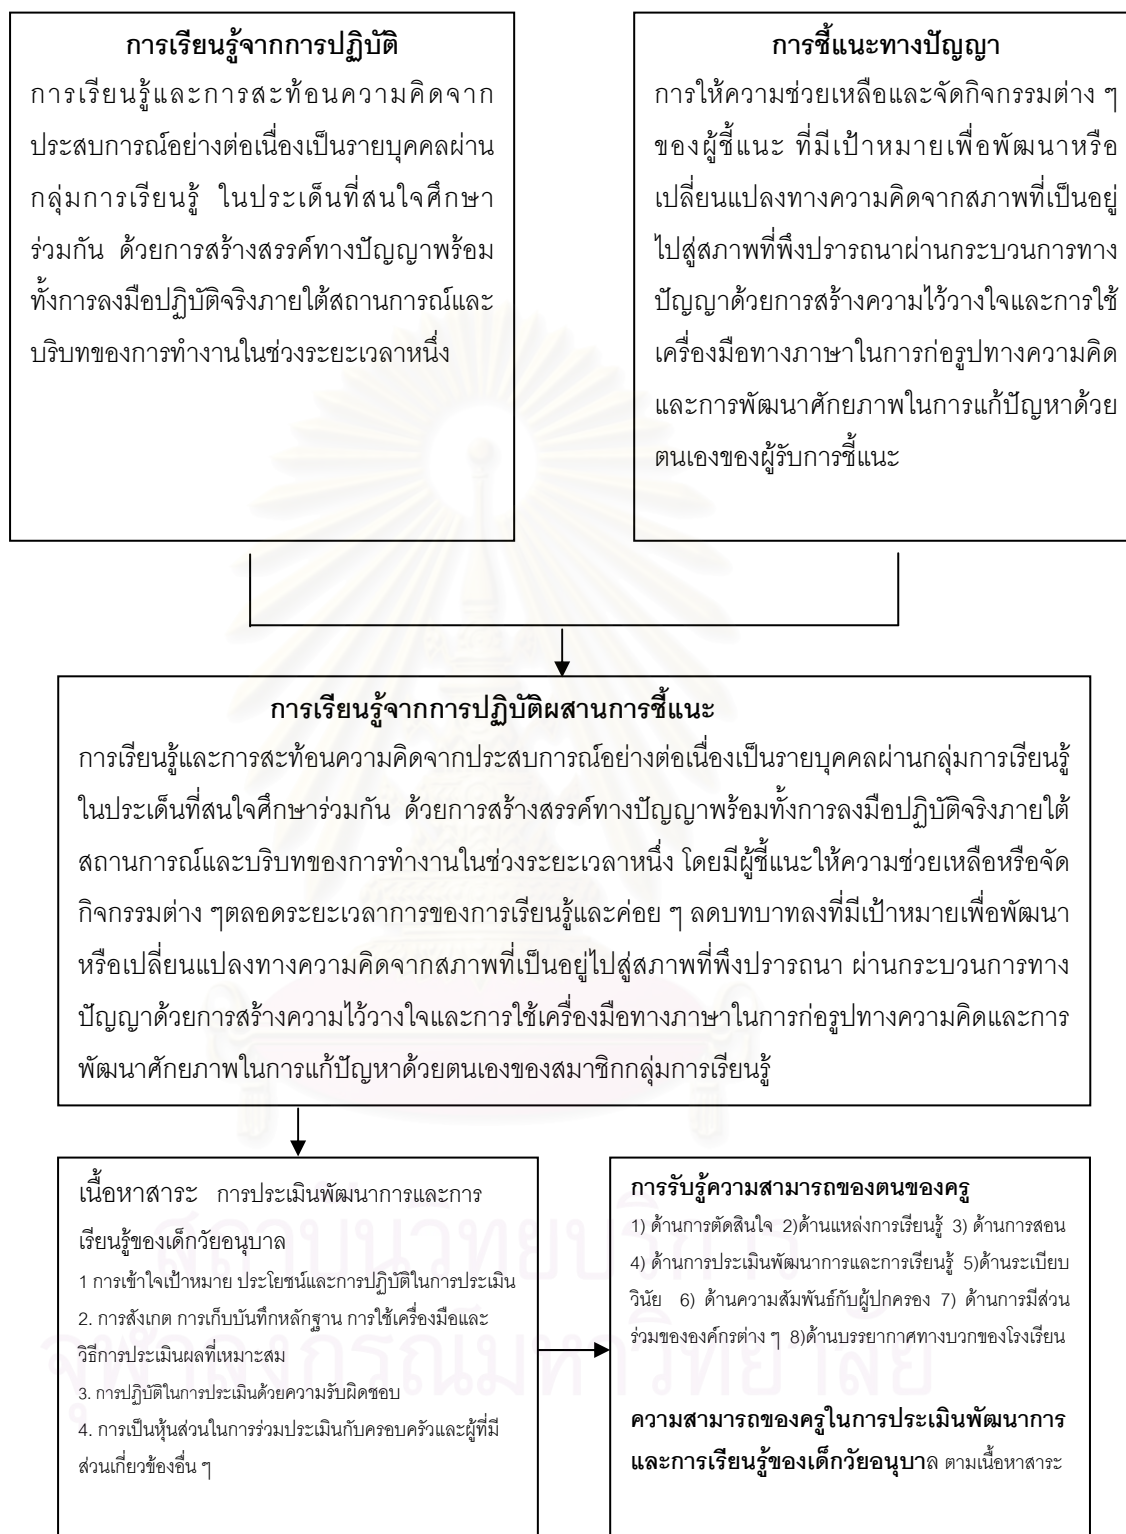 การเรียนรู้จากการปฏิบัติ
การเรียนรู้และการสะท้อนความคิดจาก
ประสบการณ์อย่างต่อเนื่องเป็นรายบุคคลผ่าน
กลุ่มการเรียนรู้ ในประเด็นที่สนใจศึกษา
ร่วมกัน ด้วยการสร้างสรรค์ทางปัญญาพร้อม
ทั้งการลงมือปฏิบัติจริงภายใต้สถานการณ์และ
บริบทของการทำงานในช่วงระยะเวลาหนึ่ง
การชี้แนะทางปัญญา
การให้ความช่วยเหลือและจัดกิจกรรมต่าง ๆ
ของผู้ชี้แนะ ที่มีเป้าหมายเพื่อพัฒนาหรือ
เปลี่ยนแปลงทางความคิดจากสภาพที่เป็นอยู่
ไปสู่สภาพที่พึงปรารถนาผ่านกระบวนการทาง
ปัญญาด้วยการสร้างความไว้วางใจและการใช้
เครื่องมือทางภาษาในการก่อรูปทางความคิด
และการพัฒนาศักยภาพในการแก้ปัญหาด้วย
ตนเองของผู้รับการชี้แนะ
การเรียนรู้จากการปฏิบัติผสานการชี้แนะ
การเรียนรู้และการสะท้อนความคิดจากประสบการณ์อย่างต่อเนื่องเป็นรายบุคคลผ่านกลุ่มการเรียนรู้
ในประเด็นที่สนใจศึกษาร่วมกัน ด้วยการสร้างสรรค์ทางปัญญาพร้อมทั้งการลงมือปฏิบัติจริงภายใต้
สถานการณ์และบริบทของการทำงานในช่วงระยะเวลาหนึ่ง โดยมีผู้ชี้แนะให้ความช่วยเหลือหรือจัด
กิจกรรมต่าง ๆตลอดระยะเวลาการของการเรียนรู้และค่อย ๆ ลดบทบาทลงที่มีเป้าหมายเพื่อพัฒนา
หรือเปลี่ยนแปลงทางความคิดจากสภาพที่เป็นอยู่ไปสู่สภาพที่พึงปรารถนา ผ่านกระบวนการทาง
ปัญญาด้วยการสร้างความไว้วางใจและการใช้เครื่องมือทางภาษาในการก่อรูปทางความคิดและการ
พัฒนาศักยภาพในการแก้ปัญหาด้วยตนเองของสมาชิกกลุ่มการเรียนรู้
เนื้อหาสาระ การประเมินพัฒนาการและการ
เรียนรู้ของเด็กวัยอนุบาล
1 การเข้าใจเป้าหมาย ประโยชน์และการปฏิบัติในการประเมิน
2. การสังเกต การเก็บบันทึกหลักฐาน การใช้เครื่องมือและ
วิธีการประเมินผลที่เหมาะสม
3. การปฏิบัติในการประเมินด้วยความรับผิดชอบ
4. การเป็นหุ้นส่วนในการร่วมประเมินกับครอบครัวและผู้ที่มี
ส่วนเกี่ยวข้องอื่น ๆ
การรับรู้ความสามารถของตนของครู
1) ด้านการตัดสินใจ 2)ด้านแหล่งการเรียนรู้ 3) ด้านการสอน
4) ด้านการประเมินพัฒนาการและการเรียนรู้ 5)ด้านระเบียบ
วินัย 6) ด้านความสัมพันธ์กับผู้ปกครอง 7) ด้านการมีส่วน
ร่วมขององค์กรต่าง ๆ 8)ด้านบรรยากาศทางบวกของโรงเรียน
ความสามารถของครูในการประเมินพัฒนาการ
และการเรียนรู้ของเด็กวัยอนุบาล ตามเนื้อหาสาระ
สถาบันวิทยบริการ
จุฬาลงกรณ์มหาวิทยาลัย